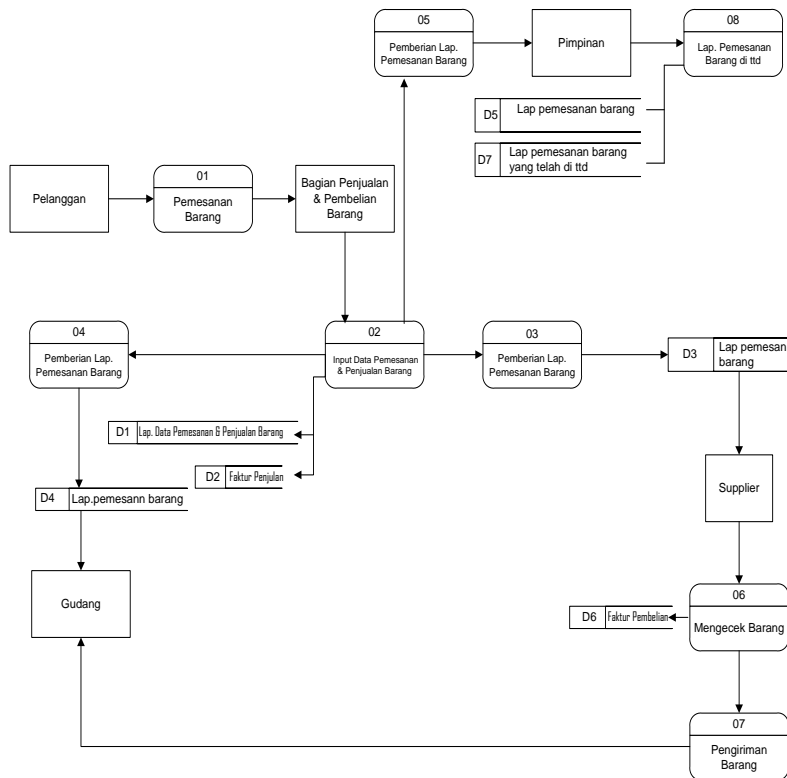 05
Pemberian Lap.
Pemesanan Barang
Pimpinan
08
Lap. Pemesanan
Barang di ttd
D5
Lap pemesanan barang
D7
Lap pemesanan barang
yang telah di ttd
Pelanggan
01
Pemesanan
Barang
Bagian Penjualan
& Pembelian
Barang
04
Pemberian Lap.
Pemesanan Barang
02
Input Data Pemesanan
& Penjualan Barang
03
Pemberian Lap.
Pemesanan Barang
D3
Lap pemesan
barang
D1
Lap. Data Pemesanan & Penjualan Barang
D2
Faktur Penjulan
D4
Lap.pemesann barang
Supplier
Gudang
06
Mengecek Barang
D6
Faktur Pembelian
07
Pengiriman
Barang